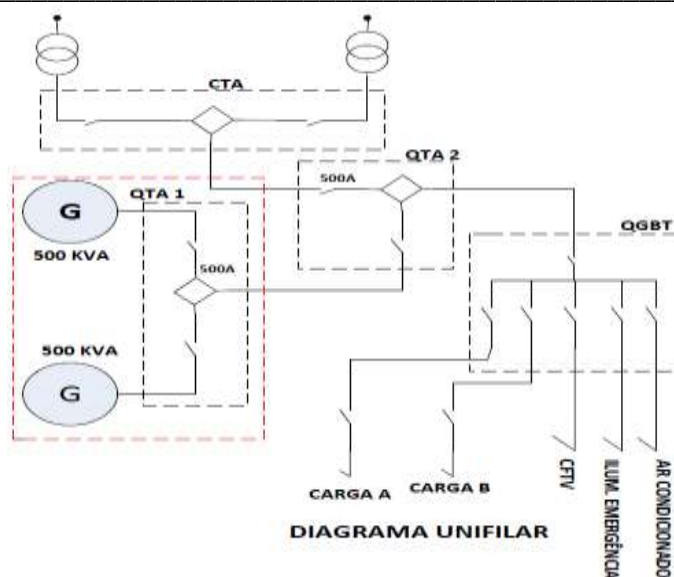 CTA
QTA 2
500A
QTA 1
G
500 KVA
500A
QGBT
500 KVA
G
CARGA A
CARGA B
CFTV
ILUM. EMERGÊNCIA
AR CONDICIONADO
DIAGRAMA UNIFILAR